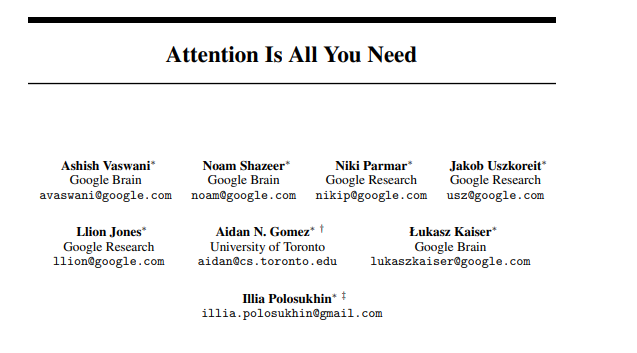 Attention Is All You Need
Ashish Vaswani* Noam Shazeer* Niki Parmar* Jakob Uszkoreit*
Google Brain Google Brain Google Research Google Research
avaswani@google.com noam@google.com nikip@google.com usz@google.com
Llion Jones* Aidan N. Gomez* † Łukasz Kaiser*
Google Research University of Toronto Google Brain
llion@google.com aidan@cs.toronto.edu lukaszkaiser@google.com
Illia Polosukhin* ‡
illia.polosukhin@gmail.com